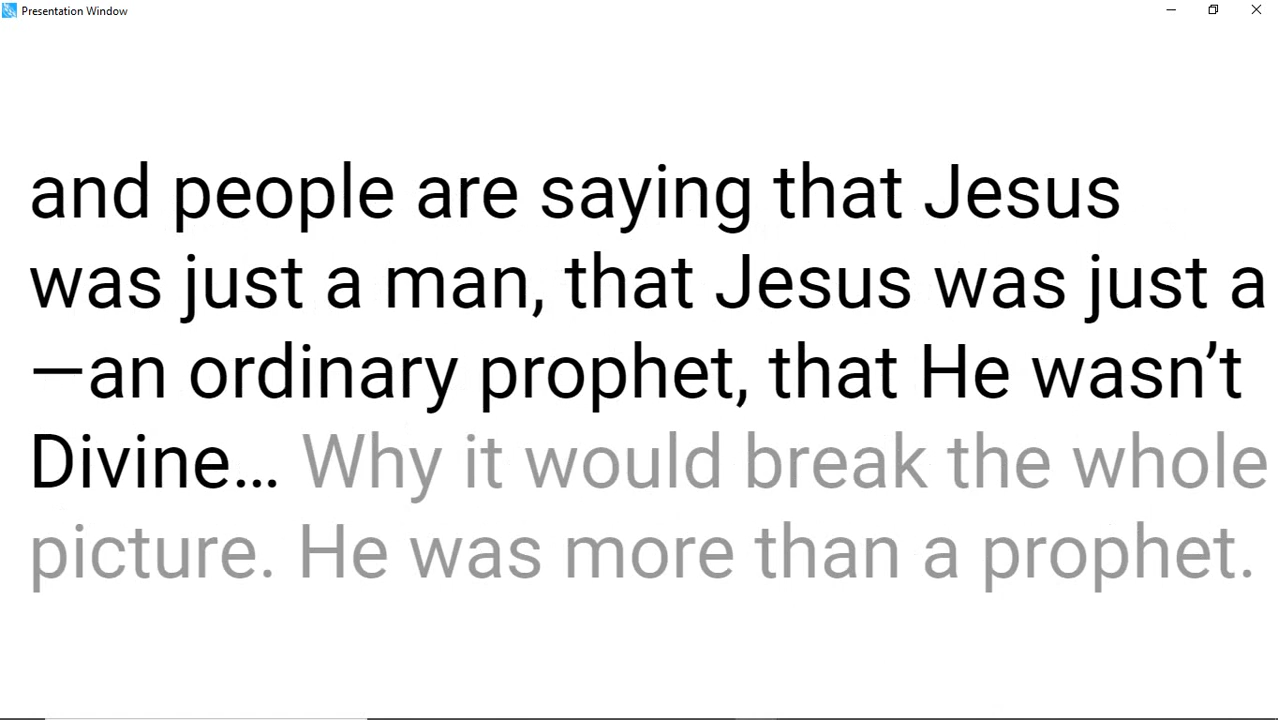 Presentation Window
and people are saying that Jesus
was just a man, that Jesus was just a
—an ordinary prophet, that He wasn’t
Divine… Why it would break the whole
picture. He was more than a prophet.